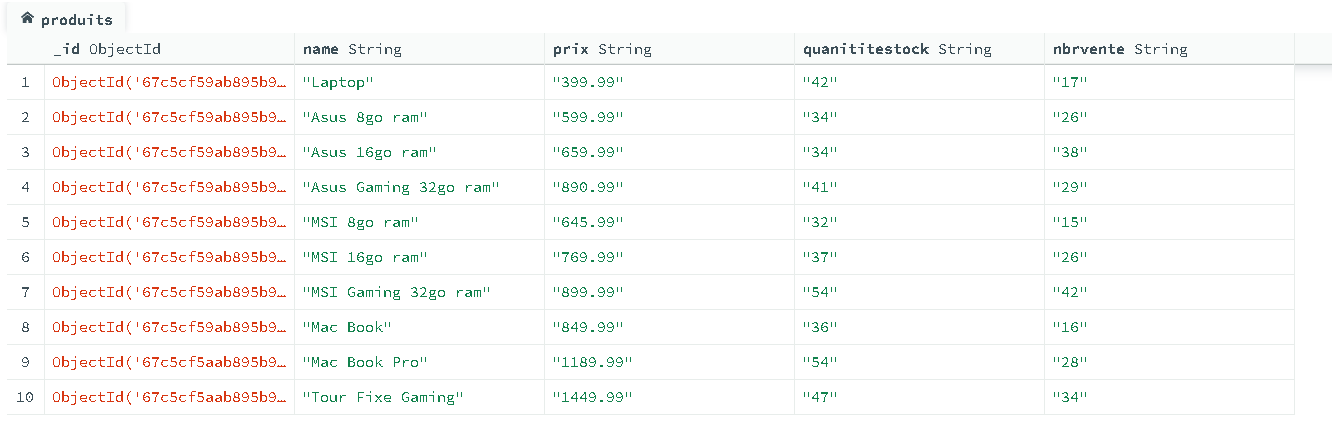 produits
_id ObjectId name String prix String quanititestock String nbrvente String
1 ObjectId('67c5cf59ab895b9… "Laptop" "399.99" "42" "17"
2 ObjectId('67c5cf59ab895b9… "Asus 8go ram" "599.99" "34" "26"
3 ObjectId('67c5cf59ab895b9… "Asus 16go ram" "659.99" "34" "38"
4 ObjectId('67c5cf59ab895b9… "Asus Gaming 32go ram" "890.99" "41" "29"
5 ObjectId('67c5cf59ab895b9… "MSI 8go ram" "645.99" "32" "15"
6 ObjectId('67c5cf59ab895b9… "MSI 16go ram" "769.99" "37" "26"
7 ObjectId('67c5cf59ab895b9… "MSI Gaming 32go ram" "899.99" "54" "42"
8 ObjectId('67c5cf59ab895b9… "Mac Book" "849.99" "36" "16"
9 ObjectId('67c5cf5aab895b9… "Mac Book Pro" "1189.99" "54" "28"
10 ObjectId('67c5cf5aab895b9… "Tour Fixe Gaming" "1449.99" "47" "34"